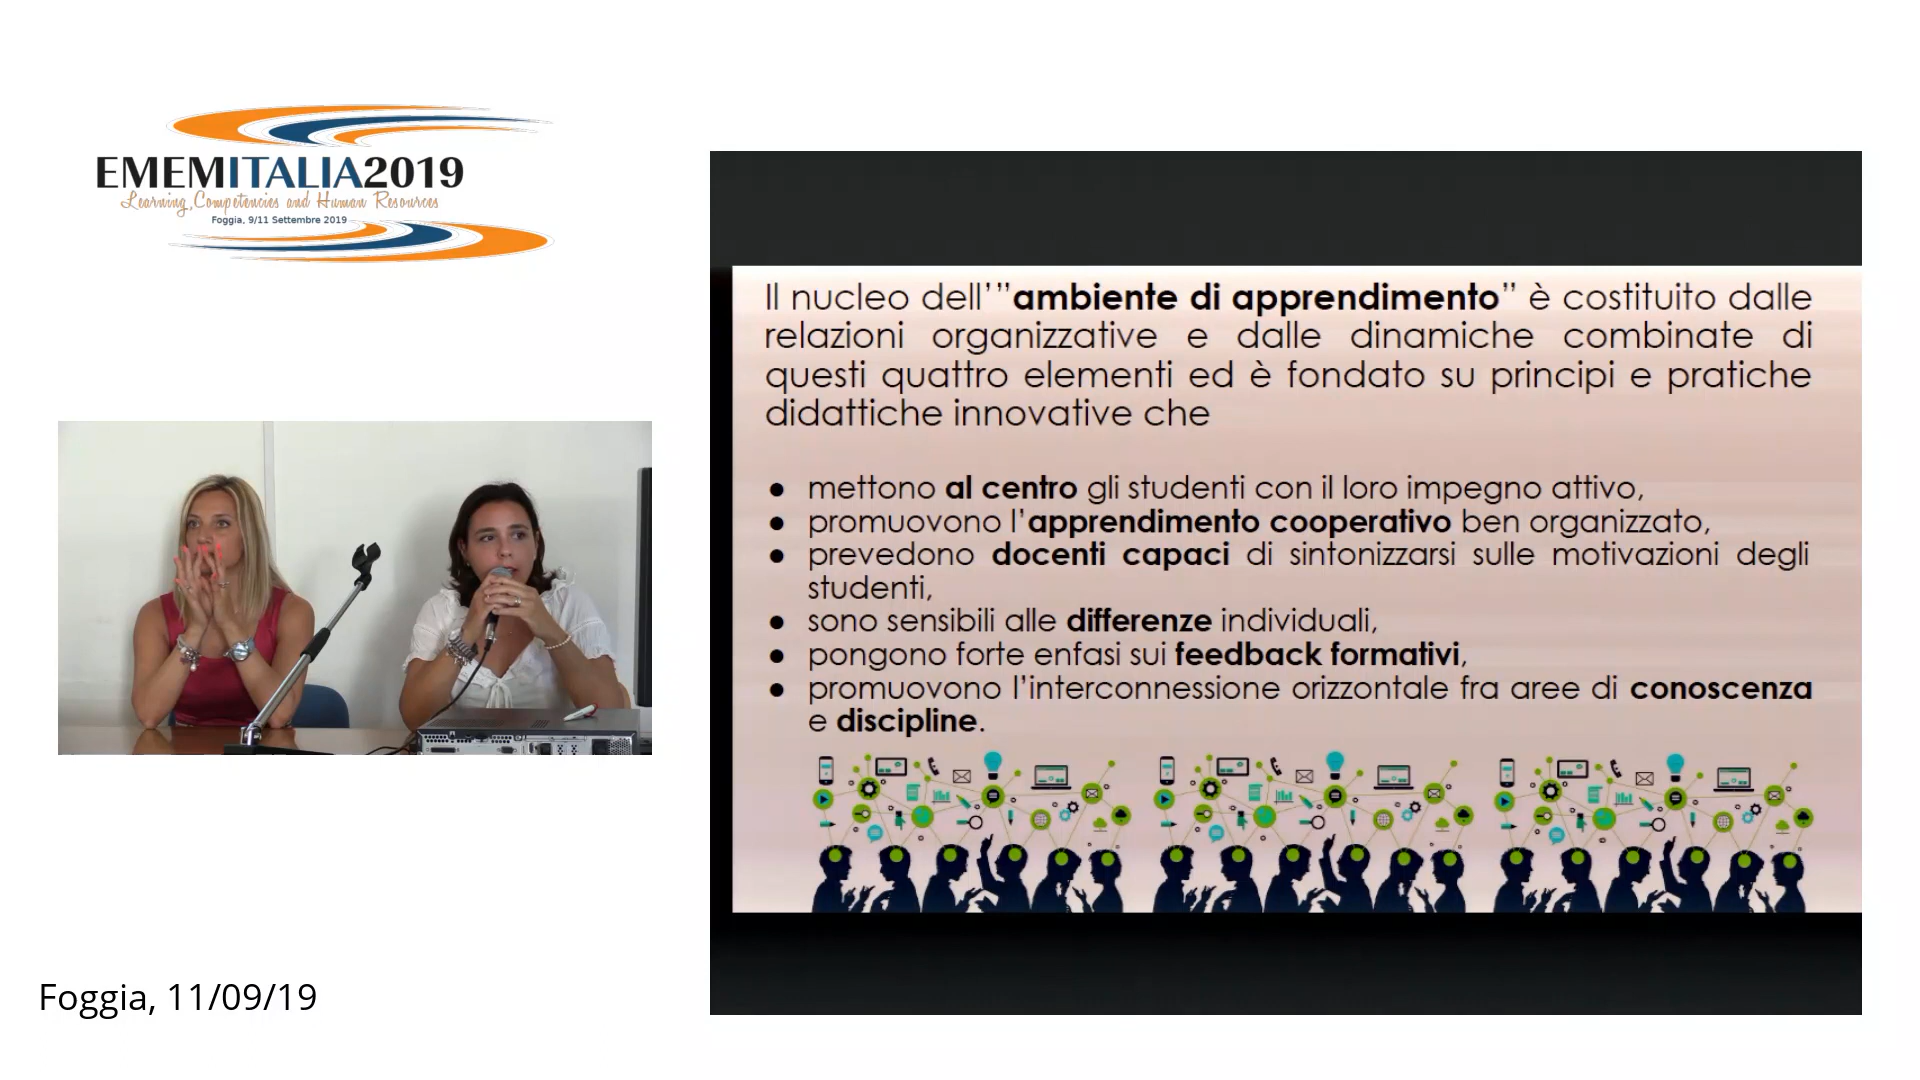 EMEMITALIA2019
Learning, Competencies and Human Resources
Foggia, 9/11 Settembre 2019
Il nucleo dell’”ambiente di apprendimento” è costituito dalle
relazioni organizzative e dalle dinamiche combinate di
questi quattro elementi ed è fondato su principi e pratiche
didattiche innovative che
● mettono al centro gli studenti con il loro impegno attivo,
● promuovono l’apprendimento cooperativo ben organizzato,
● prevedono docenti capaci di sintonizzarsi sulle motivazioni degli
studenti,
● sono sensibili alle differenze individuali,
● pongono forte enfasi sui feedback formativi,
● promuovono l’interconnessione orizzontale fra aree di conoscenza
e discipline.
Foggia, 11/09/19